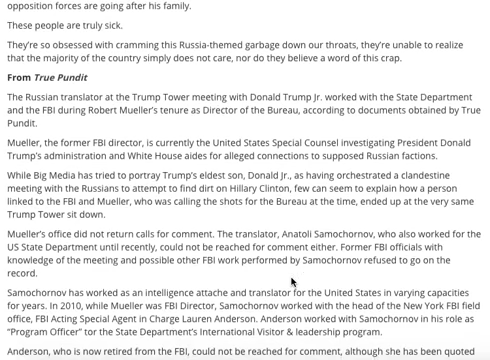 opposition forces are going after his family.
These people are truly sick.
They're so obsessed with cramming this Russia-themed garbage down our throats, they're unable to realize
that the majority of the country simply does not care, nor do they believe a word of this crap.
From True Pundit
The Russian translator at the Trump Tower meeting with Donald Trump Jr. worked with the State Department
and the FBI during Robert Mueller's tenure as Director of the Bureau, according to documents obtained by True
Pundit.
Mueller, the former FBI director, is currently the United States Special Counsel investigating President Donald
Trump's administration and White House aides for alleged connections to supposed Russian factions.
While Big Media has tried to portray Trump's eldest son, Donald Jr., as having orchestrated a clandestine
meeting with the Russians to attempt to find dirt on Hillary Clinton, few can seem to explain how a person
linked to the FBI and Mueller, who was calling the shots for the Bureau at the time, ended up at the very same
Trump Tower sit down.
Mueller's office did not return calls for comment. The translator, Anatoli Samochornov, who also worked for the
US State Department until recently, could not be reached for comment either. Former FBI officials with
knowledge of the meeting and possible other FBI work performed by Samochornov refused to go on the
record.
Samochornov has worked as an intelligence attache and translator for the United States in varying capacities
for years. In 2010, while Mueller was FBI Director, Samochornov worked with the head of the New York FBI field
office, FBI Acting Special Agent in Charge Lauren Anderson. Anderson worked with Samochornov in his role as
"Program Officer" tor the State Department's International Visitor & leadership program.
Anderson, who is now retired from the FBI, could not be reached for comment, although she has been quoted